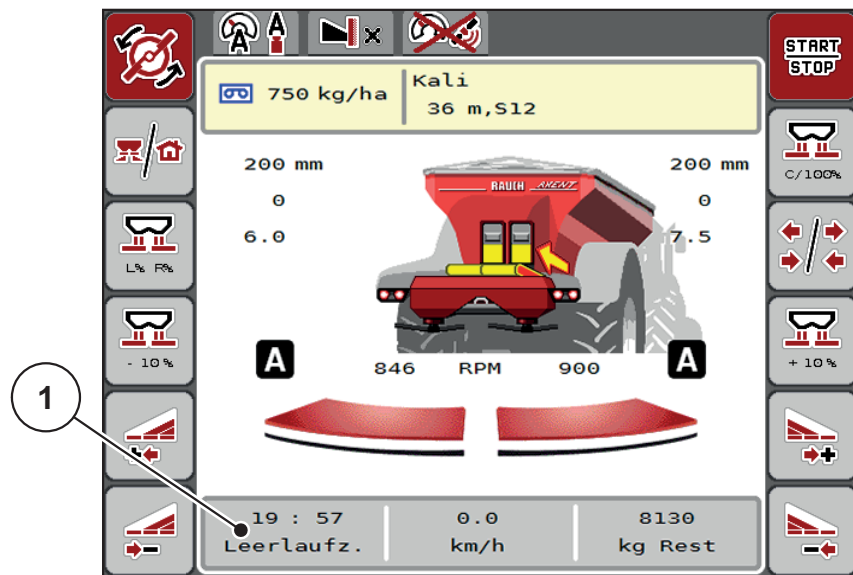 A A
START
STOP
750 kg/ha
Kali
36 m,S12
200 mm
200 mm
C/100%
0
0
RAUCH AXENT
6.0
7.5
L% R%
- 10 %
A
846 RPM 900
A
+ 10 %
1
19 : 57
0.0
8130
Leerlaufz.
km/h
kg Rest